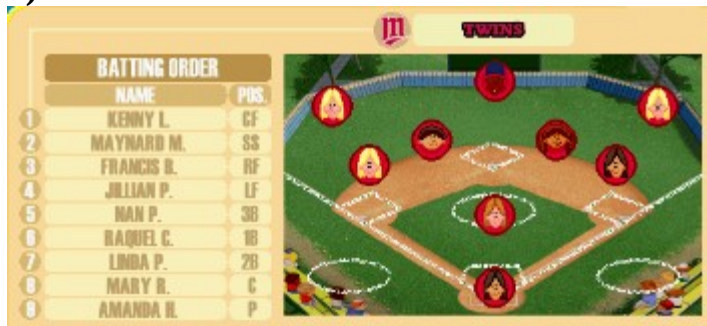 m
TWINS
BATTING ORDER
NAME POS.
1 KENNY L. CF
2 MAYNARD M. SS
3 FRANCIS D. RF
4 JILLIAN P. LF
5 NAN P. 3B
6 RAQUEL C. 1B
7 LINDA P. 2B
8 MARY R. C
9 AMANDA H. P